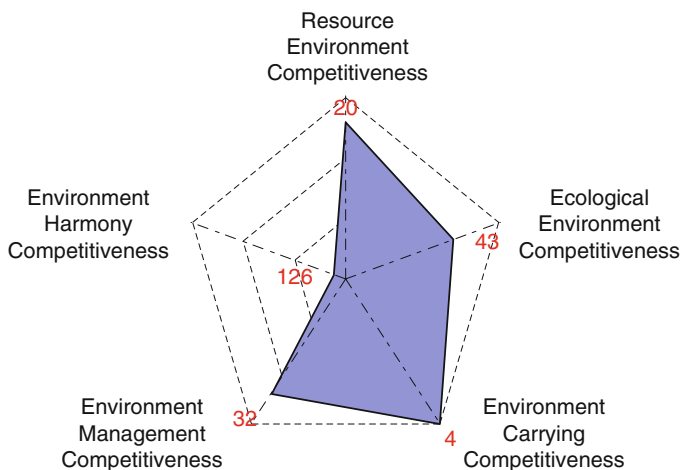 Resource
Environment
Competitiveness
20
Environment
Harmony
Competitiveness
Ecological
Environment
Competitiveness
43
126
32
Environment
Management
Competitiveness
4
Environment
Carrying
Competitiveness